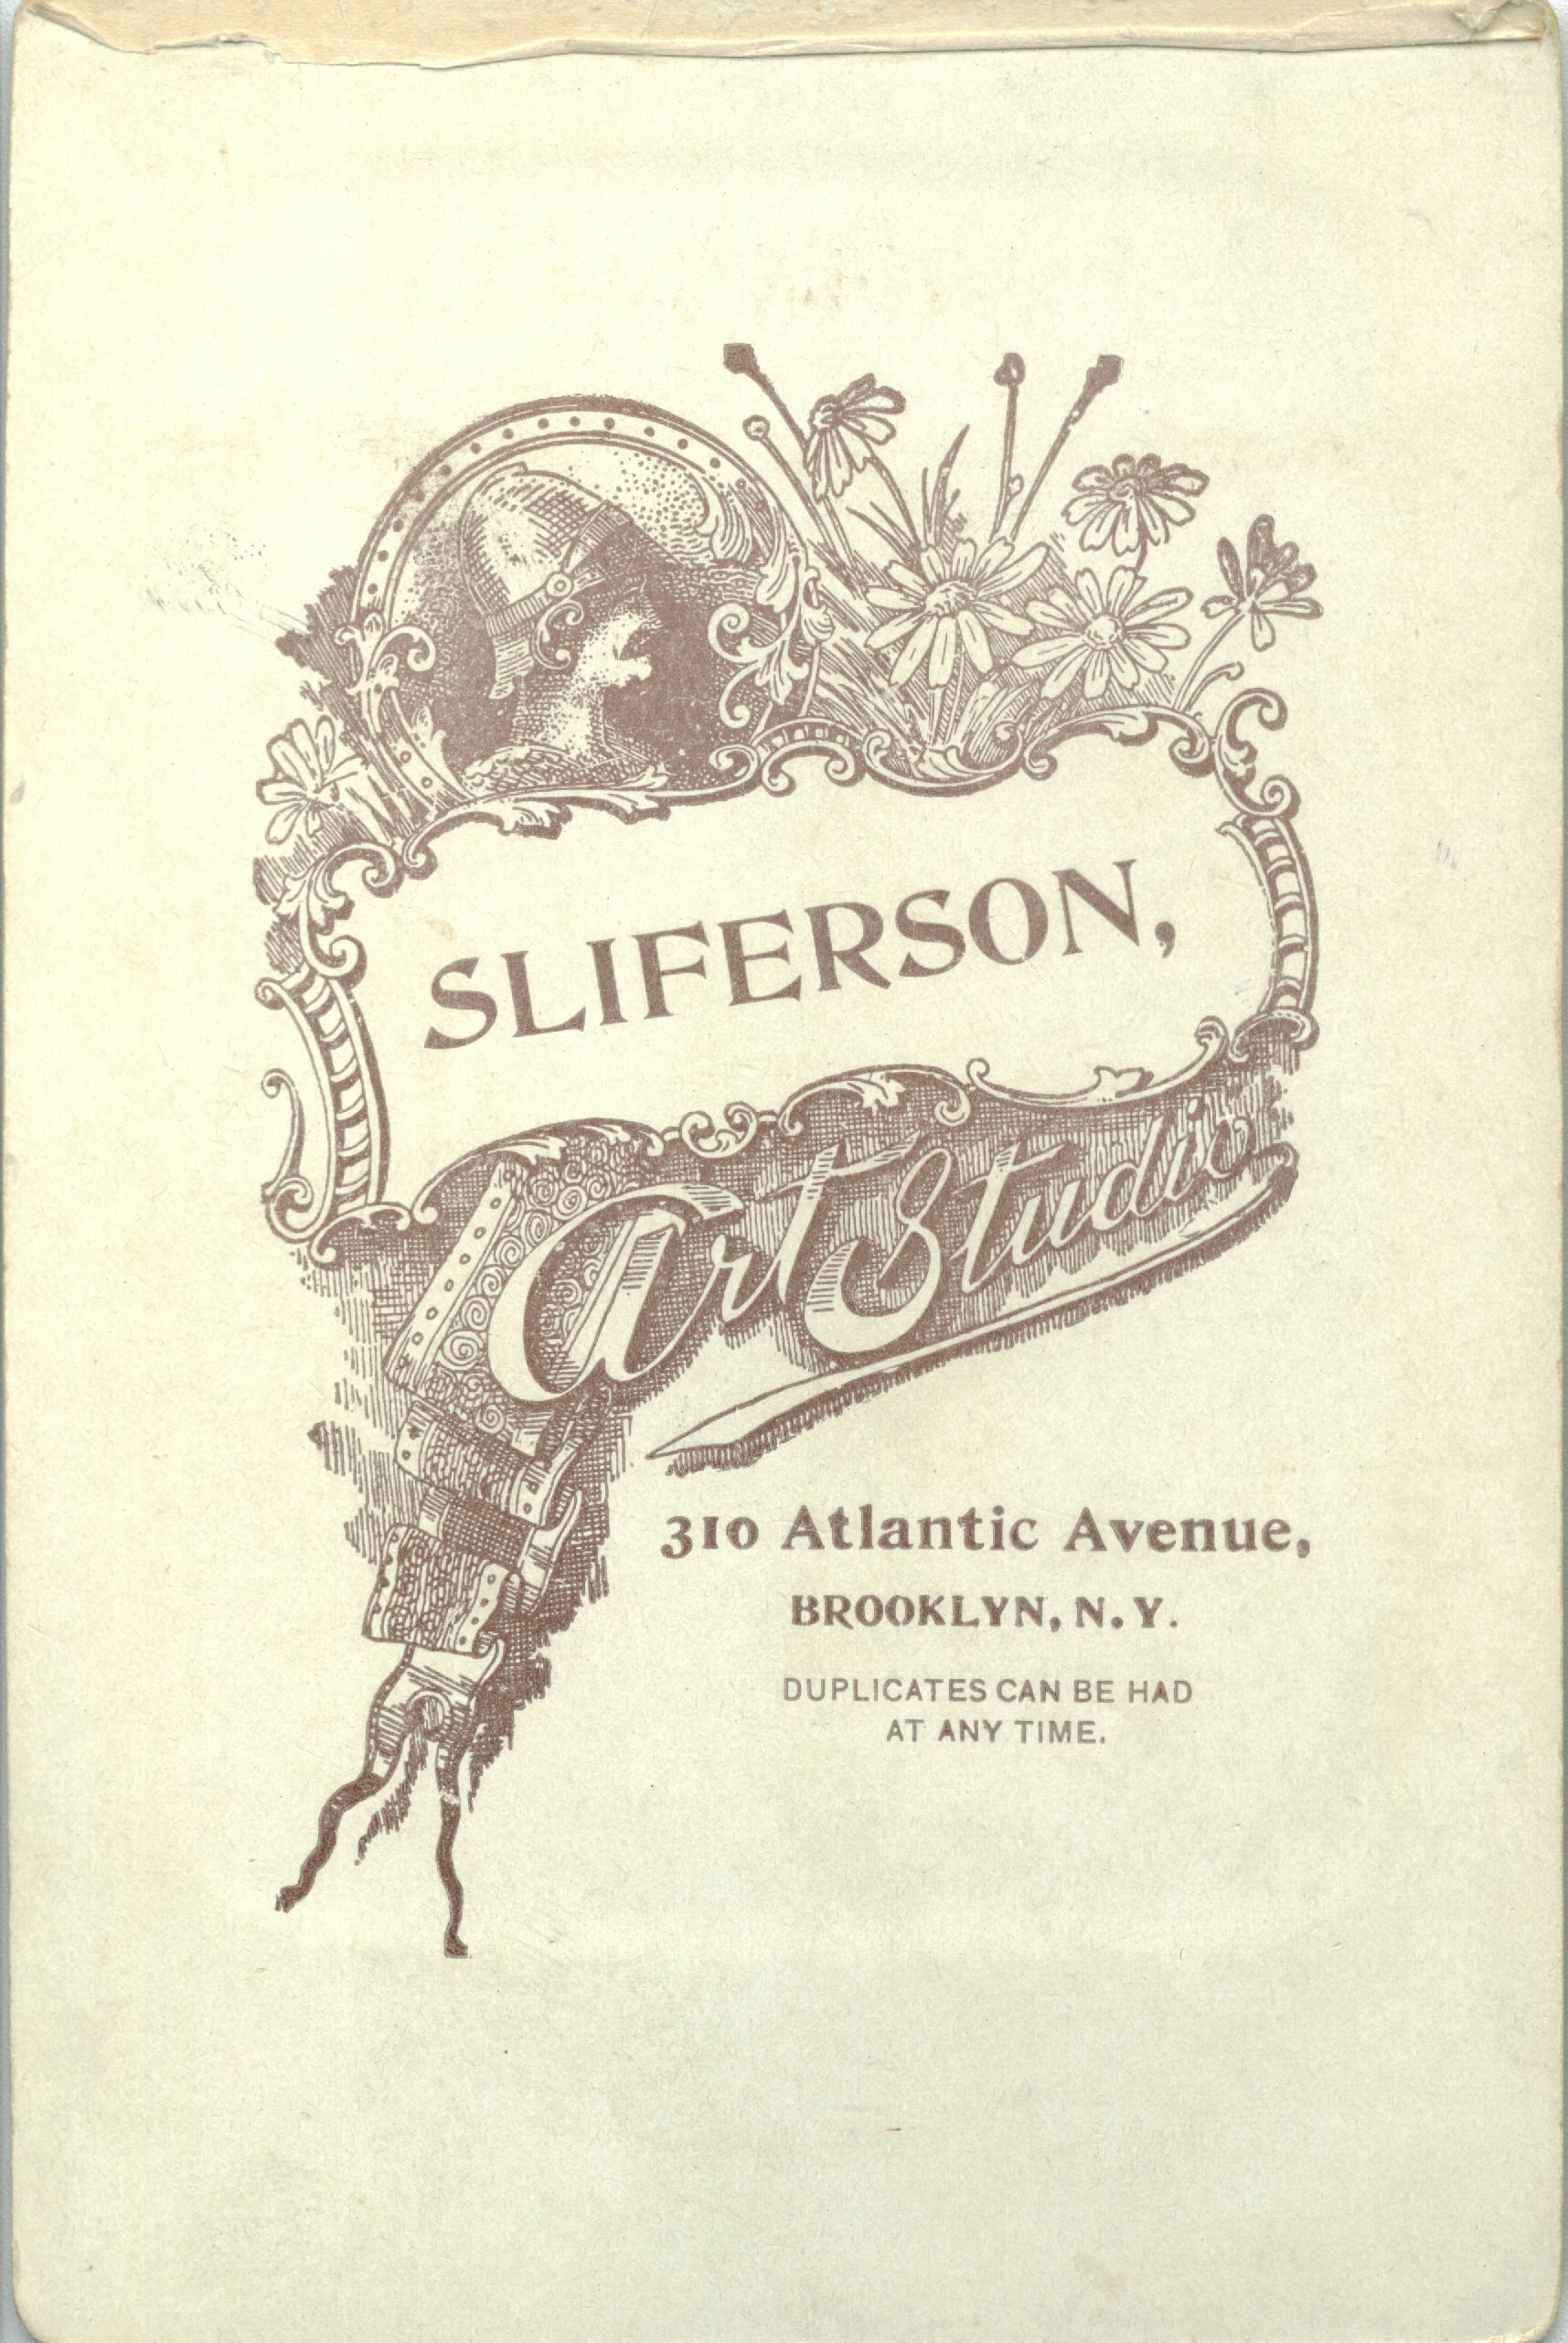 SLIFERSON,
Art Studio
310 Atlantic Avenue,
BROOKLYN, N.Y.
DUPLICATES CAN BE HAD
AT ANY TIME.